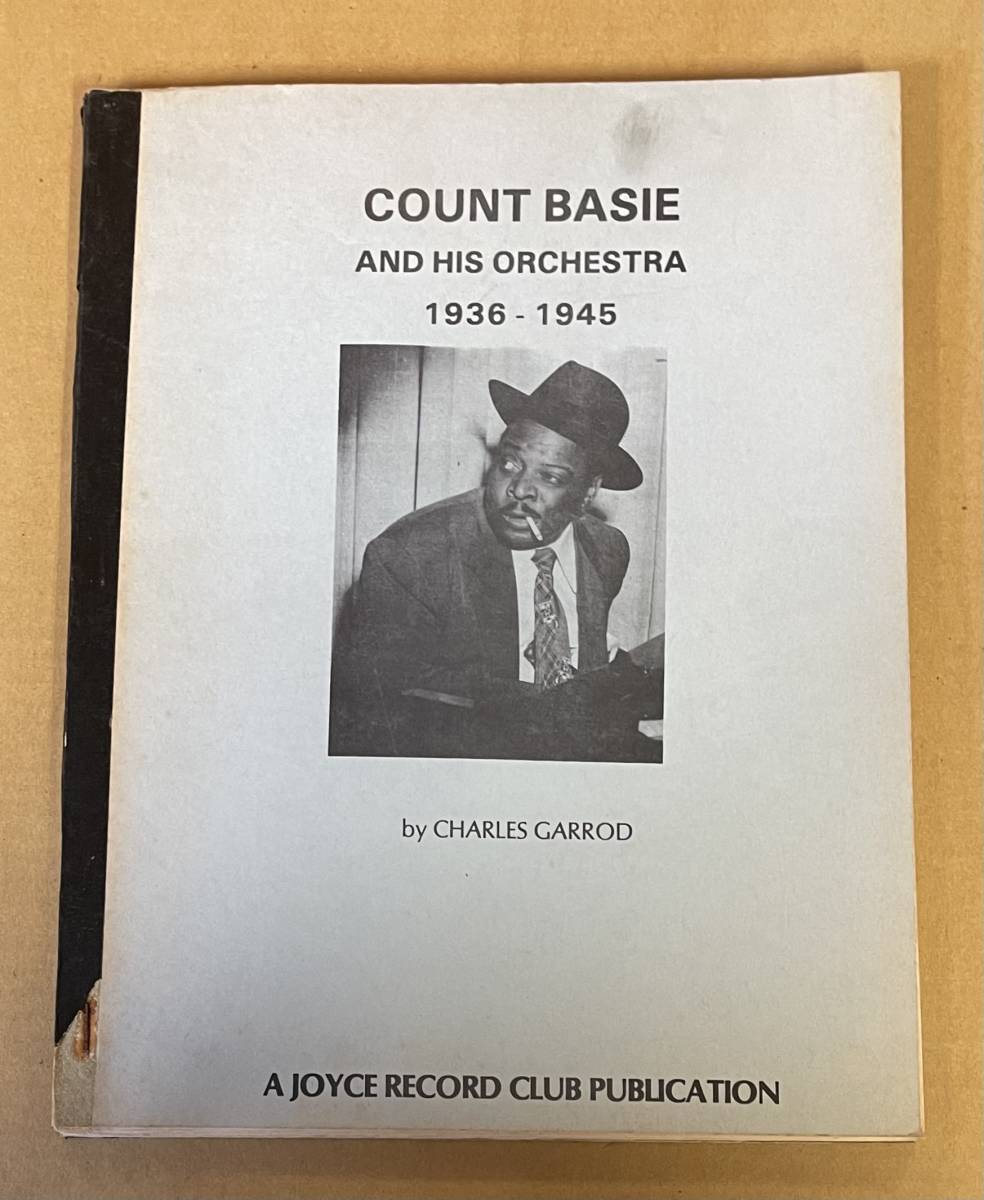 COUNT BASIE
AND HIS ORCHESTRA
1936 - 1945
by CHARLES GARROD
A JOYCE RECORD CLUB PUBLICATION